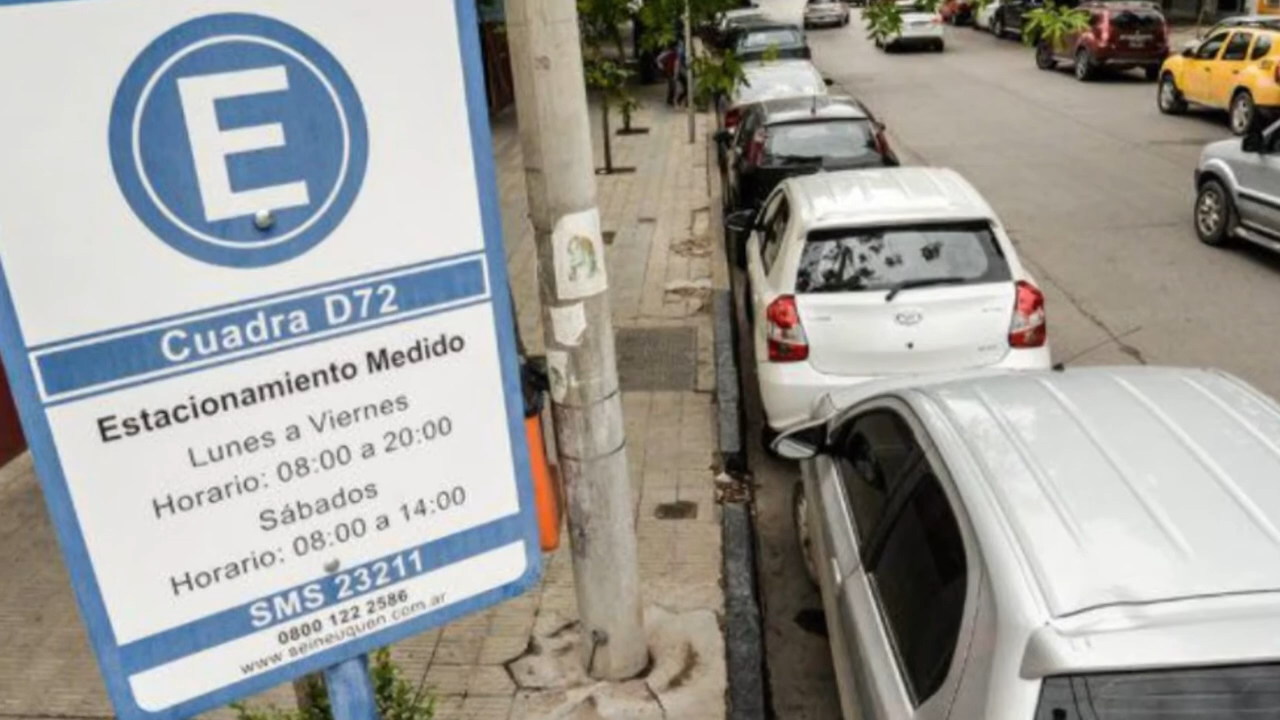 E
Cuadra D72
Estacionamiento Medido
Lunes a Viernes
Horario: 08:00 a 20:00
Sábados
Horario: 08:00 a 14:00
SMS 23211
0800 122 2586
www.seineuquen.com.ar